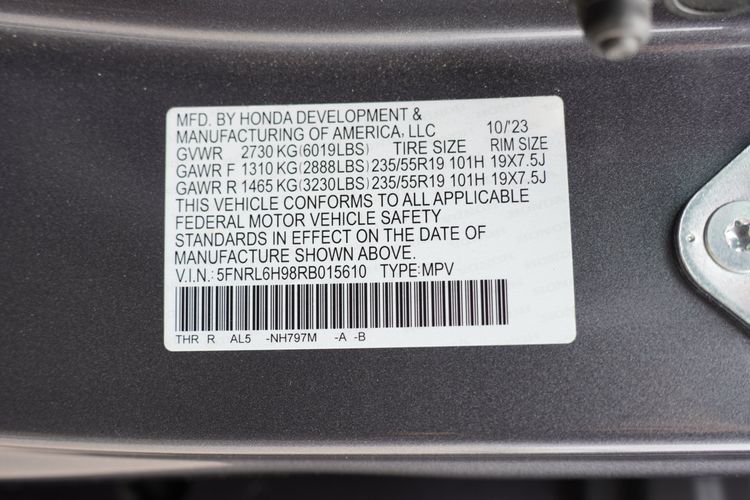 MFD. BY HONDA DEVELOPMENT &
MANUFACTURING OF AMERICA, LLC 10/'23
GVWR 2730 KG(6019LBS) TIRE SIZE RIM SIZE
GAWR F 1310 KG(2888LBS) 235/55R19 101H 19X7.5J
GAWR R 1465 KG(3230LBS) 235/55R19 101H 19X7.5J
THIS VEHICLE CONFORMS TO ALL APPLICABLE
FEDERAL MOTOR VEHICLE SAFETY
STANDARDS IN EFFECT ON THE DATE OF
MANUFACTURE SHOWN ABOVE.
V.I.N.: 5FNRL6H98RB015610 TYPE:MPV
THR R AL5 -NH797M -A -B